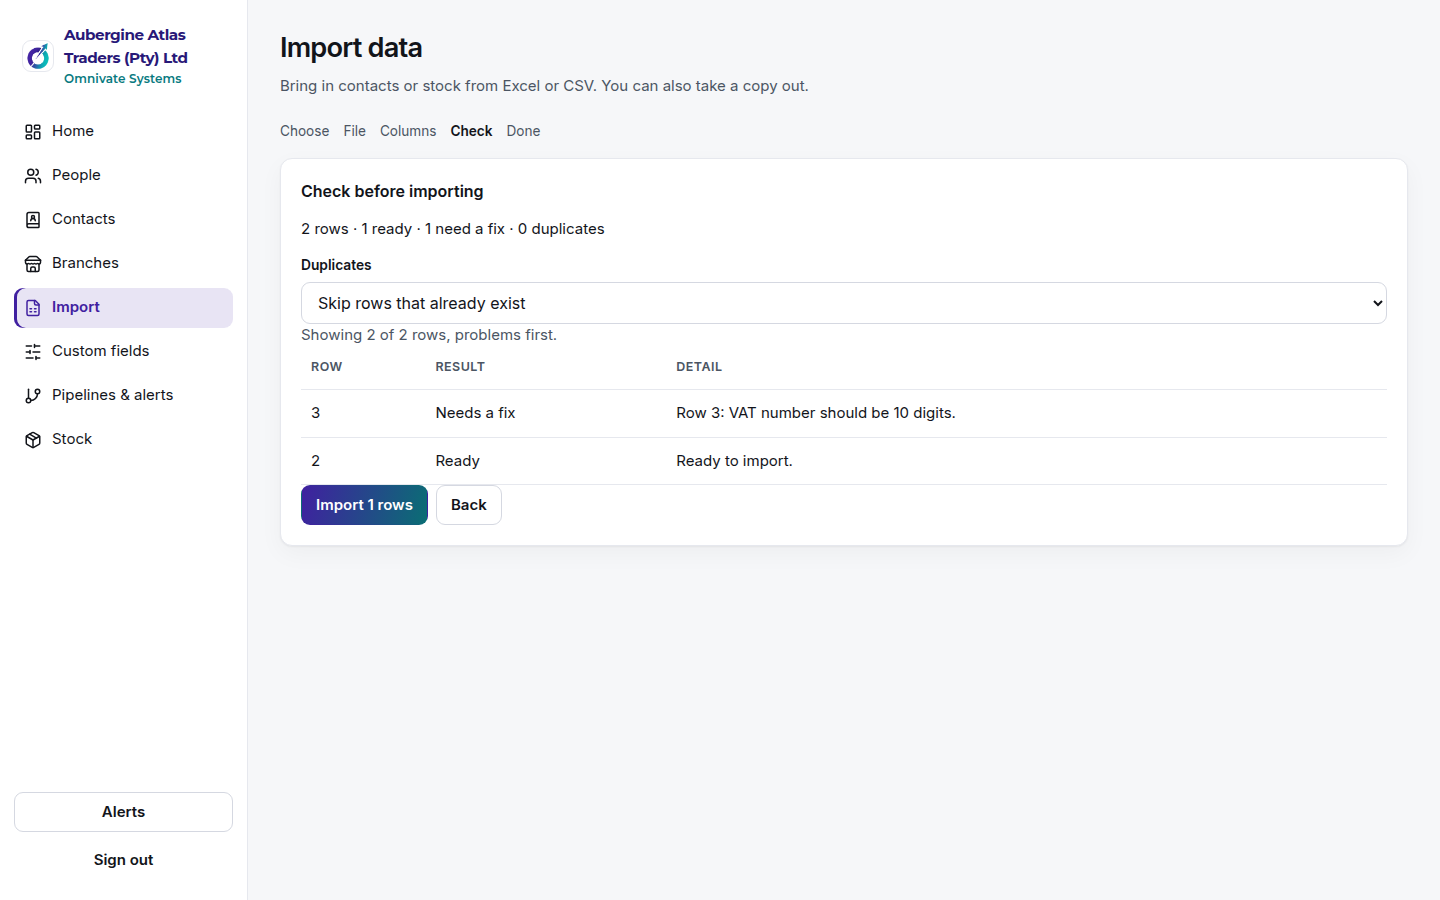 Aubergine Atlas
Traders (Pty) Ltd
Omnivate Systems
Home
People
Contacts
Branches
Import
Custom fields
Pipelines & alerts
Stock
Alerts
Sign out
Import data
Bring in contacts or stock from Excel or CSV. You can also take a copy out.
Choose File Columns Check Done
Check before importing
2 rows · 1 ready · 1 need a fix · 0 duplicates
Duplicates
Skip rows that already exist
Showing 2 of 2 rows, problems first.
ROW RESULT DETAIL
3 Needs a fix Row 3: VAT number should be 10 digits.
2 Ready Ready to import.
Import 1 rows Back